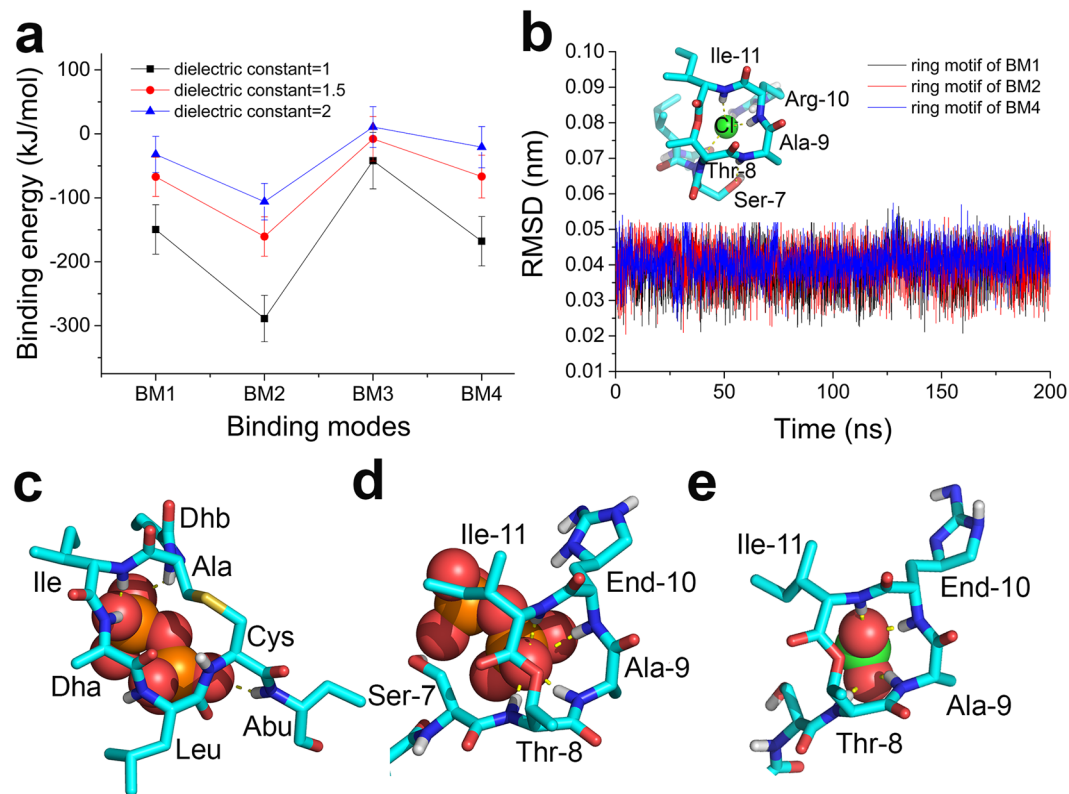 a
Binding energy (kJ/mol)
100
0
-100
-200
-300
dielectric constant=1
dielectric constant=1.5
dielectric constant=2
BM1
BM2
BM3
BM4
Binding modes
b
RMSD (nm)
0.10
0.09
0.08
0.07
0.06
0.05
0.04
0.03
0.02
0.01
Ile-11
Arg-10
Cl
Ala-9
Thr-8
Ser-7
ring motif of BM1
ring motif of BM2
ring motif of BM4
0
50
100
150
200
Time (ns)
c
Dhb
Ala
Ile
Cys
Dha
Abu
Leu
d
Ile-11
End-10
Ala-9
Ser-7
Thr-8
e
Ile-11
End-10
Ala-9
Thr-8